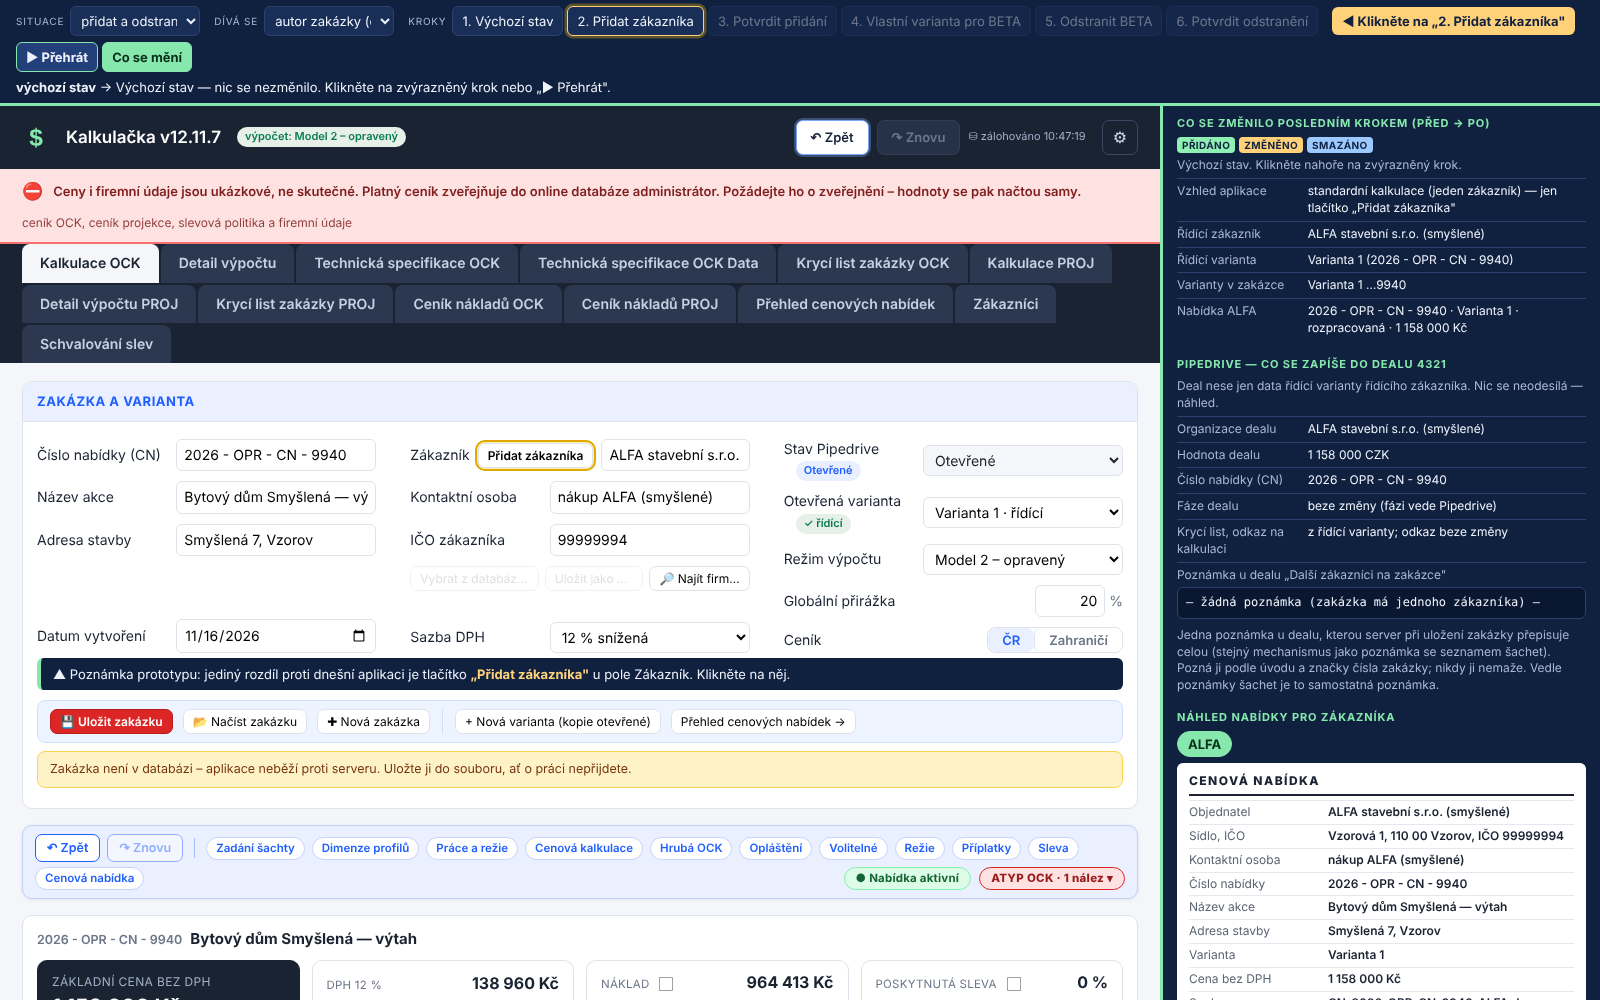 SITUACE přidat a odstran DÍVÁ SE autor zakázky ( KROKY 1. Výchozí stav 2. Přidat zákazníka 3. Potvrdit přidání 4. Vlastní varianta pro BETA 5. Odstranit BETA 6. Potvrdit odstranění ◀ Klikněte na „2. Přidat zákazníka"
▶ Přehrát Co se mění
výchozí stav → Výchozí stav — nic se nezměnilo. Klikněte na zvýrazněný krok nebo „▶ Přehrát".
$ Kalkulačka v12.11.7 výpočet: Model 2 – opravený ↶ Zpět ↷ Znovu zálohováno 10:47:19
Ceny i firemní údaje jsou ukázkové, ne skutečné. Platný ceník zveřejňuje do online databáze administrátor. Požádejte ho o zveřejnění – hodnoty se pak načtou samy.
ceník OCK, ceník projekce, slevová politika a firemní údaje
Kalkulace OCK Detail výpočtu Technická specifikace OCK Technická specifikace OCK Data Krycí list zakázky OCK Kalkulace PROJ
Detail výpočtu PROJ Krycí list zakázky PROJ Ceník nákladů OCK Ceník nákladů PROJ Přehled cenových nabídek Zákazníci
Schvalování slev
ZAKÁZKA A VARIANTA
Číslo nabídky (CN) 2026 - OPR - CN - 9940
Název akce Bytový dům Smyšlená — vý
Adresa stavby Smyšlená 7, Vzorov
Datum vytvoření 11/16/2026
Zákazník Přidat zákazníka ALFA stavební s.r.o.
Kontaktní osoba nákup ALFA (smyšlené)
IČO zákazníka 99999994
Vybrat z databáz... Uložit jako ... 🔎 Najít firm...
Sazba DPH 12 % snížená
Stav Pipedrive Otevřené
Otevřené
Otevřená varianta Varianta 1 · řídící
✓ řídící
Režim výpočtu Model 2 – opravený
Globální přirážka 20 %
Ceník ČR Zahraničí
▲ Poznámka prototypu: jediný rozdíl proti dnešní aplikaci je tlačítko „Přidat zákazníka" u pole Zákazník. Klikněte na něj.
💾 Uložit zakázku 📂 Načíst zakázku ✚ Nová zakázka + Nová varianta (kopie otevřené) Přehled cenových nabídek →
Zakázka není v databázi – aplikace neběží proti serveru. Uložte ji do souboru, ať o práci nepřijdete.
↶ Zpět ↷ Znovu Zadání šachty Dimenze profilů Práce a režie Cenová kalkulace Hrubá OCK Opláštění Volitelné Režie Příplatky Sleva
Cenová nabídka ● Nabídka aktivní ATYP OCK · 1 nález ▾
2026 - OPR - CN - 9940 Bytový dům Smyšlená — výtah
ZÁKLADNÍ CENA BEZ DPH
DPH 12 % 138 960 Kč
NÁKLAD 964 413 Kč
POSKYTNUTÁ SLEVA 0 %
CO SE ZMĚNILO POSLEDNÍM KROKEM (PŘED → PO)
PŘIDÁNO ZMĚNĚNO SMAZÁNO
Výchozí stav. Klikněte nahoře na zvýrazněný krok.
Vzhled aplikace standardní kalkulace (jeden zákazník) — jen
tlačítko „Přidat zákazníka"
Řídící zákazník ALFA stavební s.r.o. (smyšlené)
Řídící varianta Varianta 1 (2026 - OPR - CN - 9940)
Varianty v zakázce Varianta 1 ...9940
Nabídka ALFA 2026 - OPR - CN - 9940 · Varianta 1 ·
rozpracovaná · 1 158 000 Kč
PIPEDRIVE — CO SE ZAPÍŠE DO DEALU 4321
Deal nese jen data řídící varianty řídícího zákazníka. Nic se neodesílá —
náhled.
Organizace dealu ALFA stavební s.r.o. (smyšlené)
Hodnota dealu 1 158 000 CZK
Číslo nabídky (CN) 2026 - OPR - CN - 9940
Fáze dealu beze změny (fázi vede Pipedrive)
Krycí list, odkaz na z řídící varianty; odkaz beze změny
kalkulaci
Poznámka u dealu „Další zákazníci na zakázce"
— žádná poznámka (zakázka má jednoho zákazníka) —
Jedna poznámka u dealu, kterou server při uložení zakázky přepisuje
celou (stejný mechanismus jako poznámka se seznamem šachet).
Pozná ji podle úvodu a značky čísla zakázky; nikdy ji nemaže. Vedle
poznámky šachet je to samostatná poznámka.
NÁHLED NABÍDKY PRO ZÁKAZNÍKA
ALFA
CENOVÁ NABÍDKA
Objednatel ALFA stavební s.r.o. (smyšlené)
Sídlo, IČO Vzorová 1, 110 00 Vzorov, IČO 99999994
Kontaktní osoba nákup ALFA (smyšlené)
Číslo nabídky 2026 - OPR - CN - 9940
Název akce Bytový dům Smyšlená — výtah
Adresa stavby Smyšlená 7, Vzorov
Varianta Varianta 1
Cena bez DPH 1 158 000 Kč